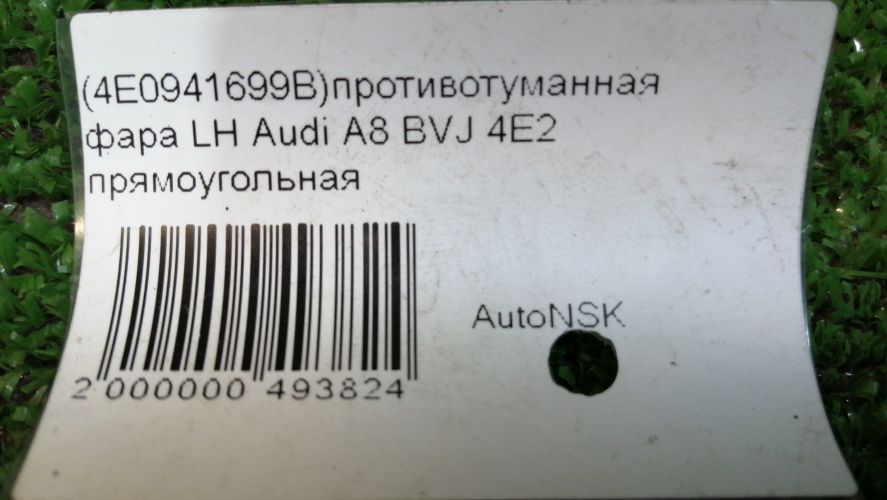 (4E0941699B)противотуманная
фара LH Audi A8 BVJ 4E2
прямоугольная
AutoNSK
2 000000 493824